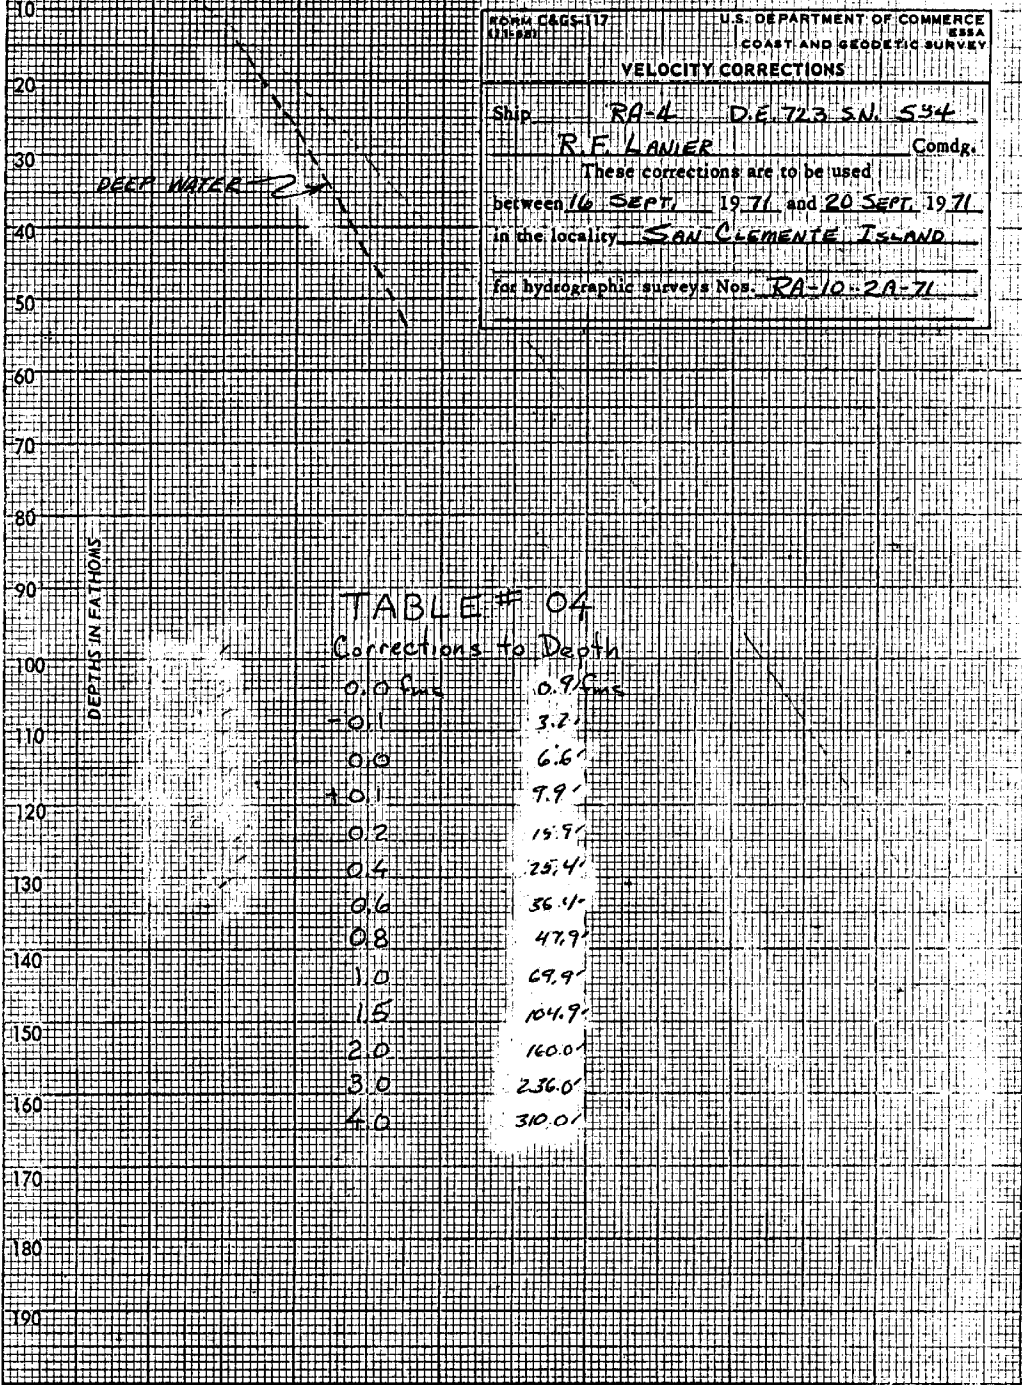 FORM C&GS-117
U.S. DEPARTMENT OF COMMERCE
ESSA
COAST AND GEODETIC SURVEY
VELOCITY CORRECTIONS
Ship RA-4 D.E. 723 S.N. 534
R.F. LANIER Comdg.
These corrections are to be used
between 16 SEPT. 1971 and 20 SEPT. 1971
in the locality SAN CLEMENTE ISLAND
for hydrographic surveys Nos. RA-10-2A-71
10
20
30
DEEP WATER
40
50
60
70
80
90
DEPTHS IN FATHOMS
100
110
120
130
140
150
160
170
180
190
TABLE # 04
Corrections to Depth
0.0 fms 0.9 fms
-0.1 3.2
0.0 6.6
+0.1 9.9
0.2 15.9
0.4 25.4
0.6 36.4
0.8 47.9
1.0 69.9
1.5 104.9
2.0 160.0
3.0 236.0
4.0 310.0